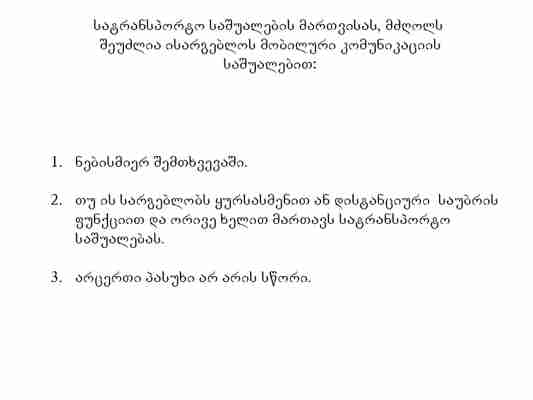 სატრანსპორტო საშუალების მართვისას, მძღოლს
შეუძლია ისარგებლოს მობილური კომუნიკაციის
საშუალებით:
1. ნებისმიერ შემთხვევაში.
2. თუ ის სარგებლობს ყურსასმენით ან დისტანციური საუბრის
ფუნქციით და ორივე ხელით მართავს სატრანსპორტო
საშუალებას.
3. არცერთი პასუხი არ არის სწორი.